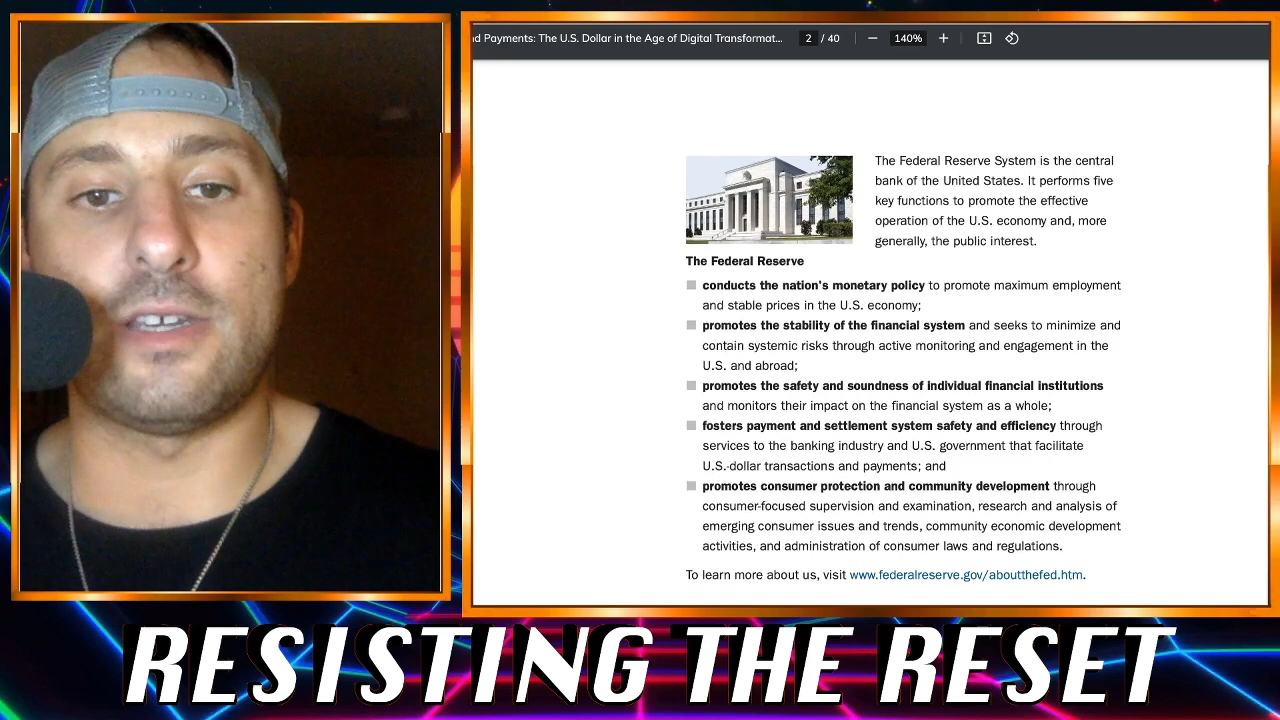 d Payments: The U.S. Dollar in the Age of Digital Transformat...
2 / 40
140%
The Federal Reserve System is the central
bank of the United States. It performs five
key functions to promote the effective
operation of the U.S. economy and, more
generally, the public interest.
The Federal Reserve
conducts the nation's monetary policy to promote maximum employment
and stable prices in the U.S. economy;
promotes the stability of the financial system and seeks to minimize and
contain systemic risks through active monitoring and engagement in the
U.S. and abroad;
promotes the safety and soundness of individual financial institutions
and monitors their impact on the financial system as a whole;
fosters payment and settlement system safety and efficiency through
services to the banking industry and U.S. government that facilitate
U.S.-dollar transactions and payments; and
promotes consumer protection and community development through
consumer-focused supervision and examination, research and analysis of
emerging consumer issues and trends, community economic development
activities, and administration of consumer laws and regulations.
To learn more about us, visit www.federalreserve.gov/aboutthefed.htm.
RESISTING THE RESET